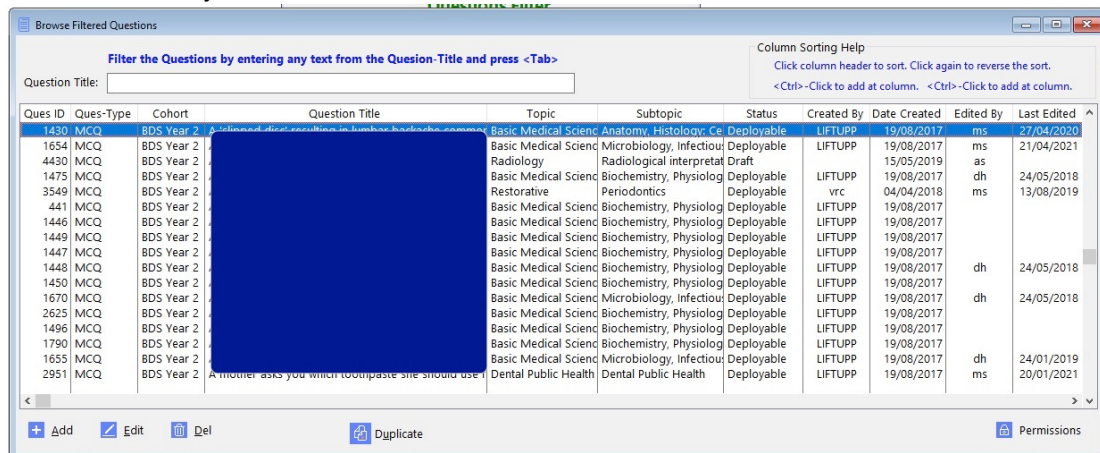 Questions Filter
Browse Filtered Questions
Filter the Questions by entering any text from the Quesion-Title and press <Tab>
Question Title:
Column Sorting Help
Click column header to sort. Click again to reverse the sort.
<Ctrl>-Click to add at column. <Ctrl>-Click to add at column.
Ques ID Ques-Type Cohort Question Title Topic Subtopic Status Created By Date Created Edited By Last Edited
1430 MCQ BDS Year 2 A 'slipped disc' resulting in lumbar backache commor Basic Medical Scienc Anatomy, Histology: Ce Deployable LIFTUPP 19/08/2017 ms 27/04/2020
1654 MCQ BDS Year 2 Basic Medical Scienc Microbiology, Infectiou: Deployable LIFTUPP 19/08/2017 ms 21/04/2021
4430 MCQ BDS Year 2 Radiology Radiological interpretat Draft 15/05/2019 as
1475 MCQ BDS Year 2 Basic Medical Scienc Biochemistry, Physiolog Deployable LIFTUPP 19/08/2017 dh 24/05/2018
3549 MCQ BDS Year 2 Restorative Periodontics Deployable vrc 04/04/2018 ms 13/08/2019
441 MCQ BDS Year 2 Basic Medical Scienc Biochemistry, Physiolog Deployable LIFTUPP 19/08/2017
1446 MCQ BDS Year 2 Basic Medical Scienc Biochemistry, Physiolog Deployable LIFTUPP 19/08/2017
1449 MCQ BDS Year 2 Basic Medical Scienc Biochemistry, Physiolog Deployable LIFTUPP 19/08/2017
1447 MCQ BDS Year 2 Basic Medical Scienc Biochemistry, Physiolog Deployable LIFTUPP 19/08/2017
1448 MCQ BDS Year 2 Basic Medical Scienc Biochemistry, Physiolog Deployable LIFTUPP 19/08/2017 dh 24/05/2018
1450 MCQ BDS Year 2 Basic Medical Scienc Biochemistry, Physiolog Deployable LIFTUPP 19/08/2017
1670 MCQ BDS Year 2 Basic Medical Scienc Microbiology, Infectiou: Deployable LIFTUPP 19/08/2017 dh 24/05/2018
2625 MCQ BDS Year 2 Basic Medical Scienc Biochemistry, Physiolog Deployable LIFTUPP 19/08/2017
1496 MCQ BDS Year 2 Basic Medical Scienc Biochemistry, Physiolog Deployable LIFTUPP 19/08/2017
1790 MCQ BDS Year 2 Basic Medical Scienc Biochemistry, Physiolog Deployable LIFTUPP 19/08/2017
1655 MCQ BDS Year 2 Basic Medical Scienc Microbiology, Infectiou: Deployable LIFTUPP 19/08/2017 dh 24/01/2019
2951 MCQ BDS Year 2 A mother asks you which toothpaste she should use f Dental Public Health Dental Public Health Deployable LIFTUPP 19/08/2017 ms 20/01/2021
Add Edit Del Duplicate Permissions